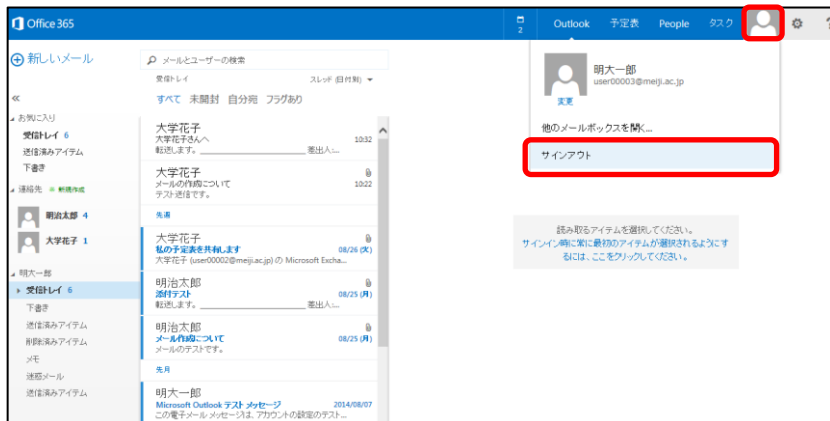 Office 365
2
Outlook 予定表 People タスク
?
新しいメール
メールとユーザーの検索
受信トレイ スレッド (日付別)
すべて 未開封 自分宛 フラグあり
«
お気に入り
受信トレイ 6
送信済みアイテム
下書き
連絡先 新規作成
明治太郎 4
大学花子 1
明大一郎
受信トレイ 6
下書き
送信済みアイテム
削除済みアイテム
メモ
迷惑メール
送信済みアイテム
大学花子
大学花子さんへ 10:32
転送します。 差出人:...
大学花子
メールの作成について 10:22
テスト送信です。
先週
大学花子
私の予定表を共有します 08/26 (火)
大学花子 (user00002@meiji.ac.jp) の Microsoft Excha...
明治太郎
添付テスト 08/25 (月)
転送します。 差出人:...
明治太郎
メール作成について 08/25 (月)
メールのテストです。
先月
明大一郎
Microsoft Outlook テスト メッセージ 2014/08/07
この電子メール メッセージは、アカウントの設定のテスト...
明大一郎
user00003@meiji.ac.jp
変更
他のメールボックスを開く...
サインアウト
読み取るアイテムを選択してください。
サインイン時に常に最初のアイテムが選択されるようにす
るには、ここをクリックしてください。